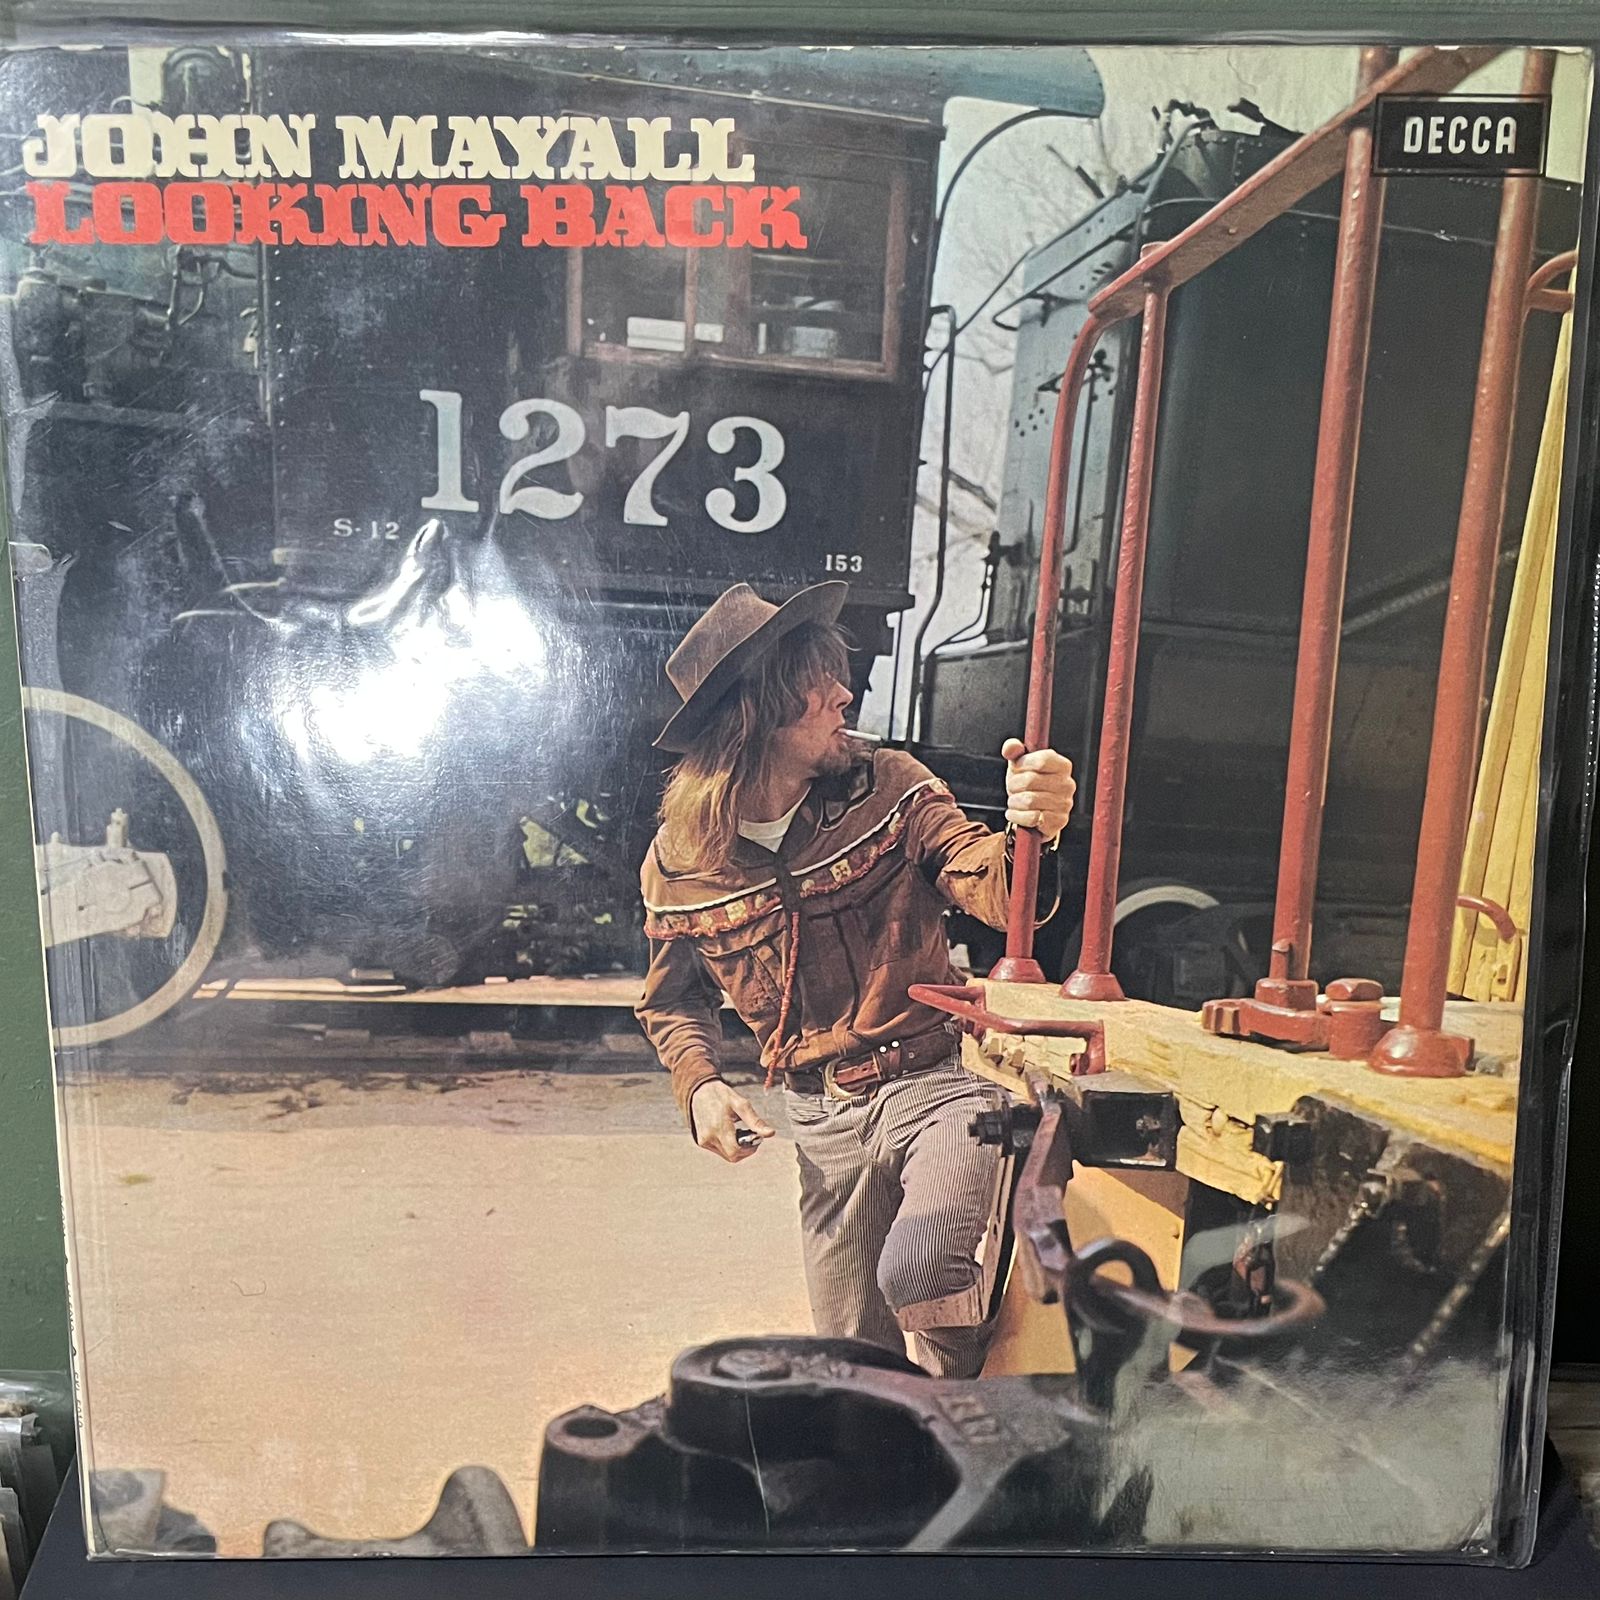 JOHN MAYALL
LOOKING BACK
DECCA
1273
S-12
153